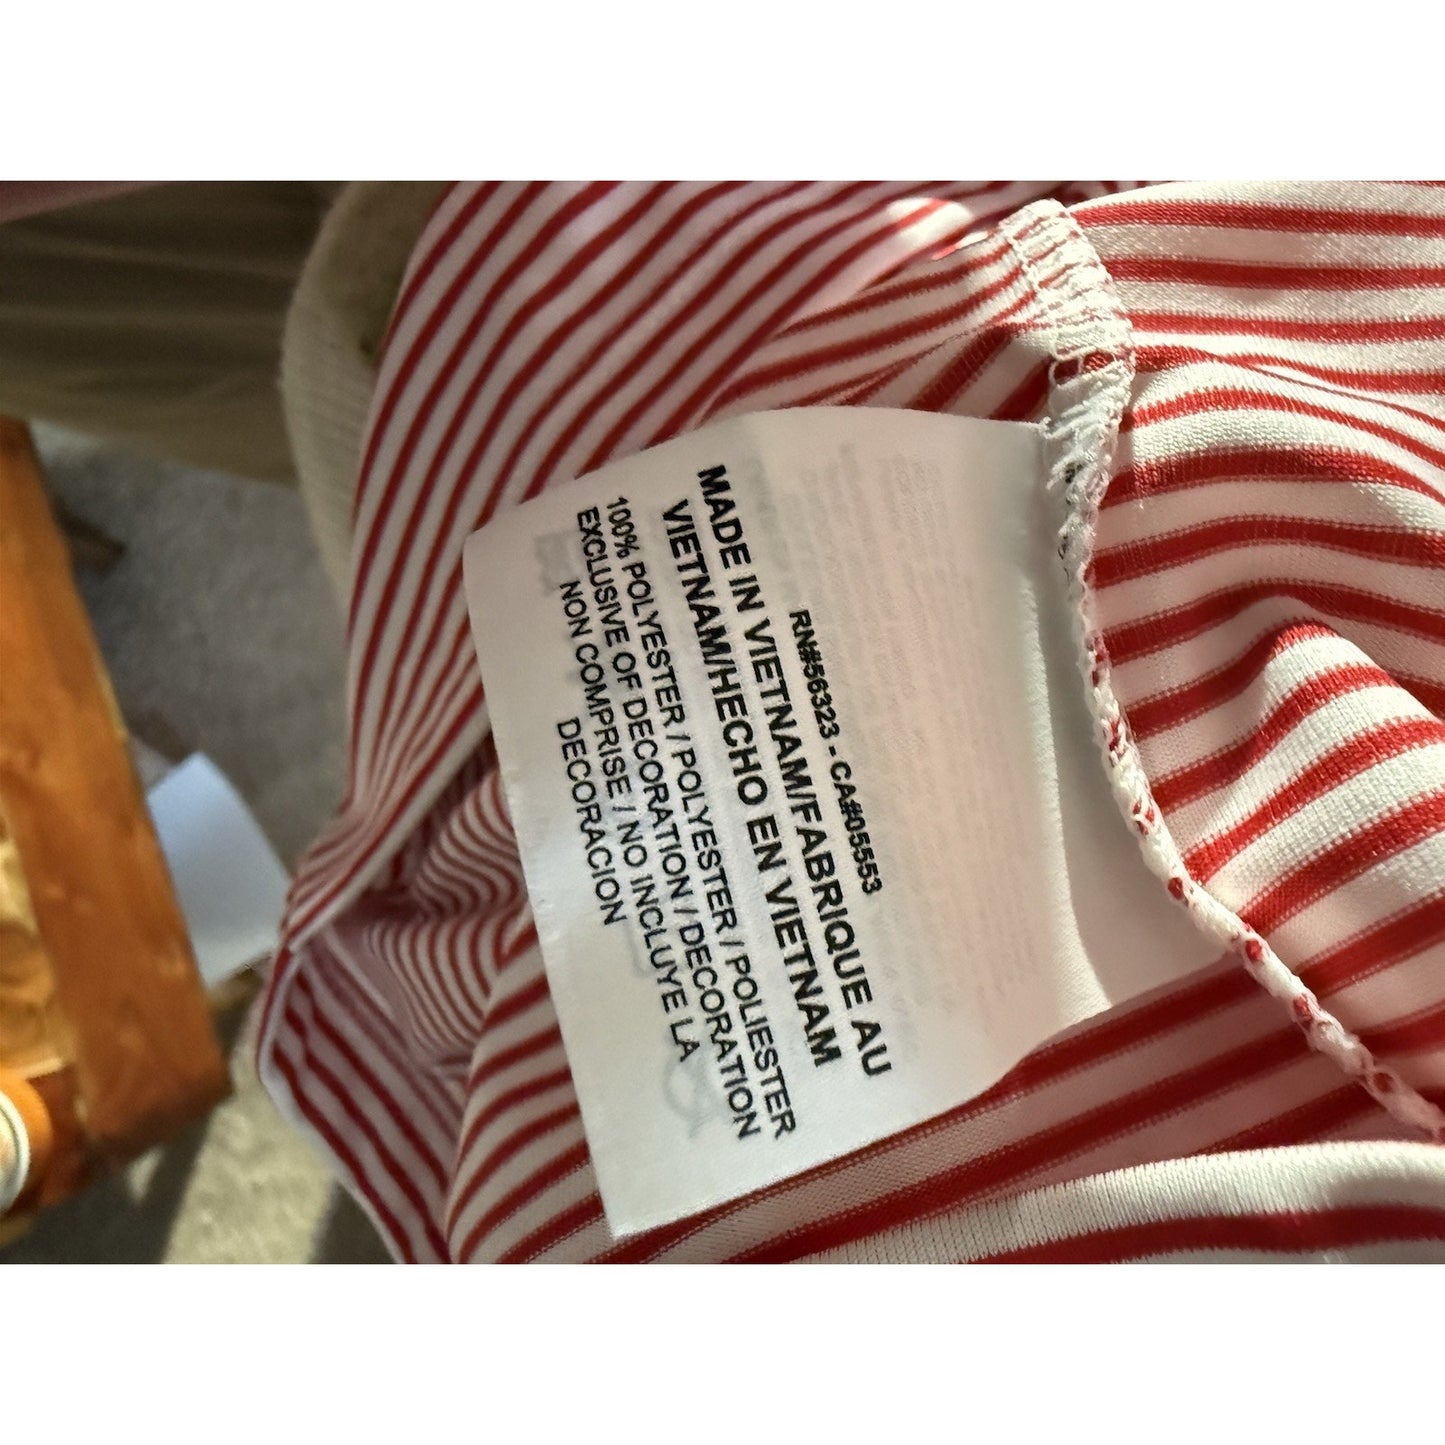 RN#56323 - CA#05553
MADE IN VIETNAM/FABRIQUE AU
VIETNAM/HECHO EN VIETNAM
100% POLYESTER / POLYESTER / POLIESTER
EXCLUSIVE OF DECORATION / DECORATION
NON COMPRISE / NO INCLUYE LA
DECORACION